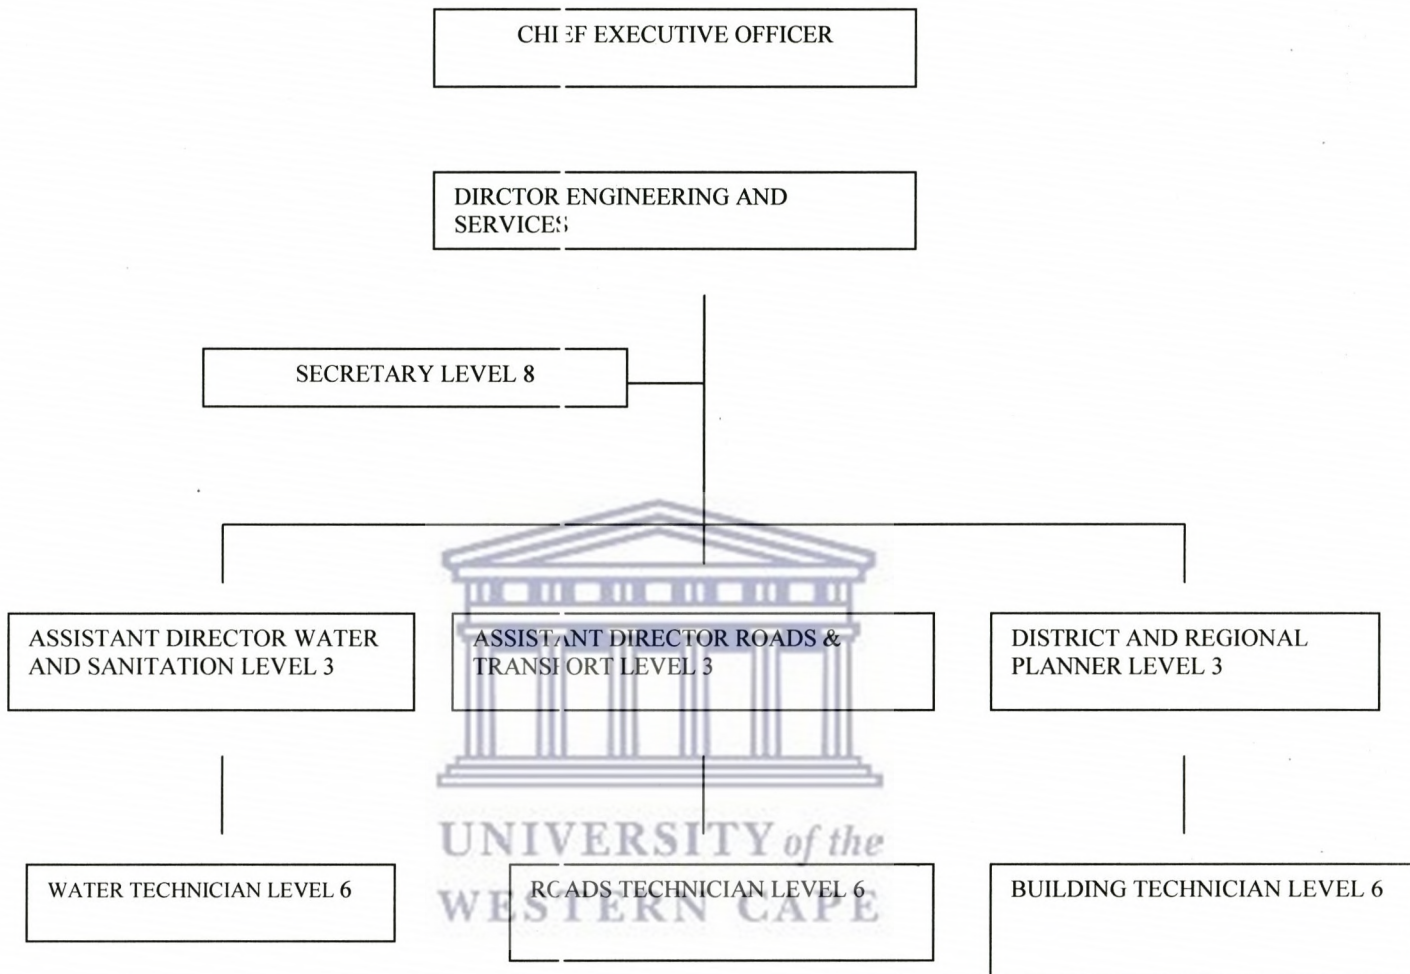 CHIEF EXECUTIVE OFFICER
DIRCTOR ENGINEERING AND
SERVICES
SECRETARY LEVEL 8
ASSISTANT DIRECTOR WATER
AND SANITATION LEVEL 3
ASSISTANT DIRECTOR ROADS &
TRANSPORT LEVEL 3
DISTRICT AND REGIONAL
PLANNER LEVEL 3
UNIVERSITY of the
WESTERN CAPE
WATER TECHNICIAN LEVEL 6
ROADS TECHNICIAN LEVEL 6
BUILDING TECHNICIAN LEVEL 6